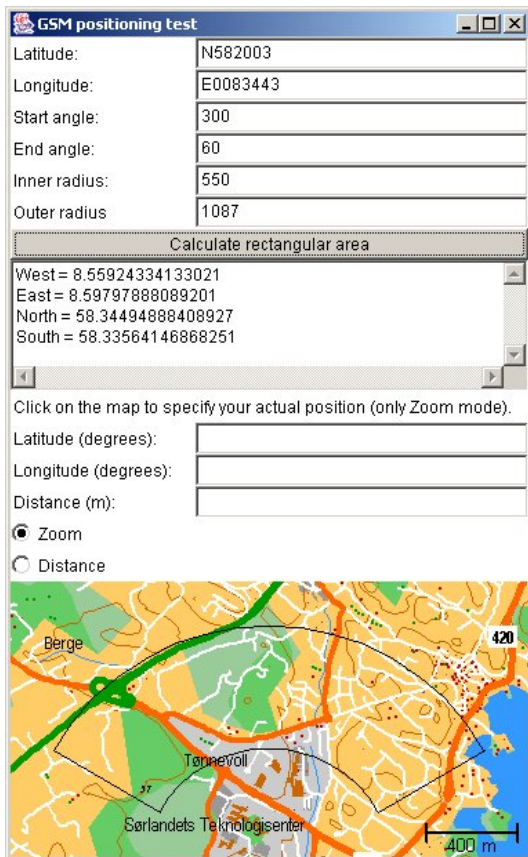 GSM positioning test
Latitude: N582003
Longitude: E0083443
Start angle: 300
End angle: 60
Inner radius: 550
Outer radius 1087
Calculate rectangular area
West = 8.55924334133021
East = 8.59797888089201
North = 58.34494888408927
South = 58.33564146868251
Click on the map to specify your actual position (only Zoom mode).
Latitude (degrees):
Longitude (degrees):
Distance (m):
Zoom
Distance
Berge
420
Tønnevoll
37
Sørlandets Teknologisenter
400 m